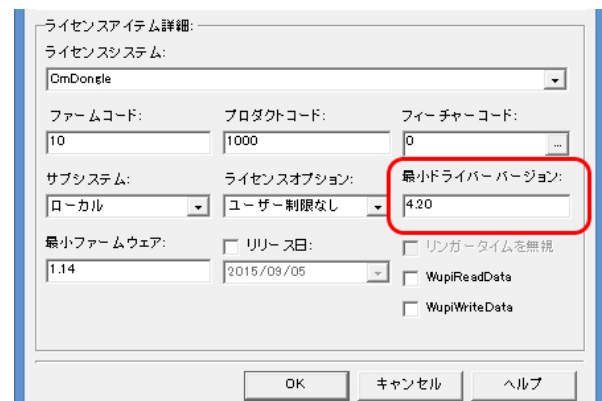 ライセンスアイテム詳細:
ライセンスシステム:
CmDongle
ファームコード: プロダクトコード: フィーチャーコード:
10 1000 0 ...
サブシステム: ライセンスオプション: 最小ドライバーバージョン:
ローカル ユーザー制限なし 4.20
最小ファームウェア: リリース日: リンガータイムを無視
1.14 2015/09/05 WupiReadData
WupiWriteData
OK キャンセル ヘルプ